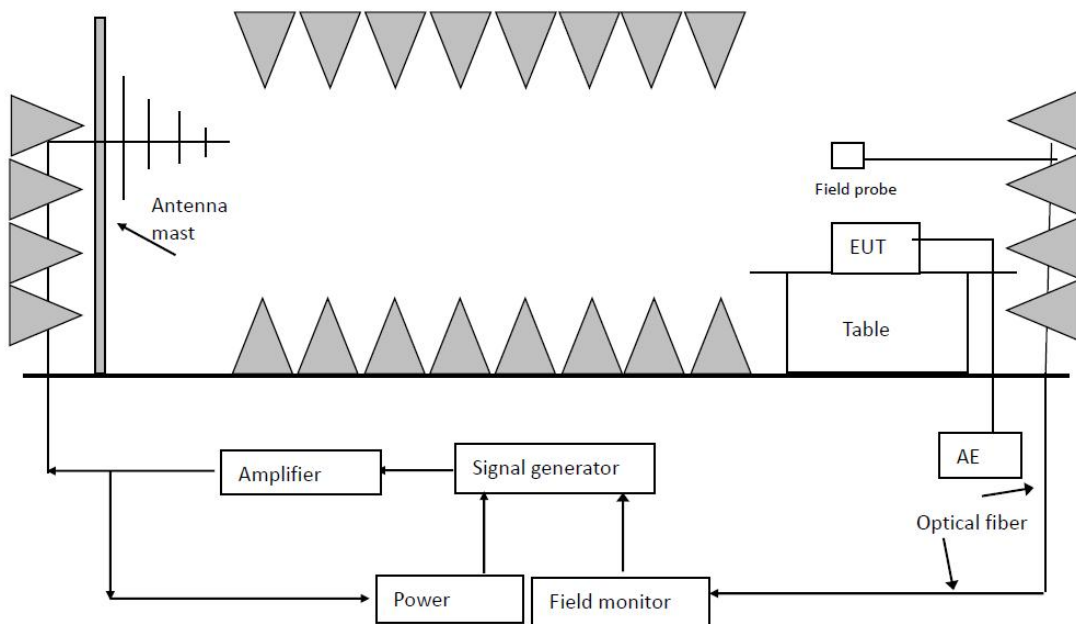 Antenna
mast
Field probe
EUT
Table
Amplifier
Signal generator
AE
Optical fiber
Power
Field monitor